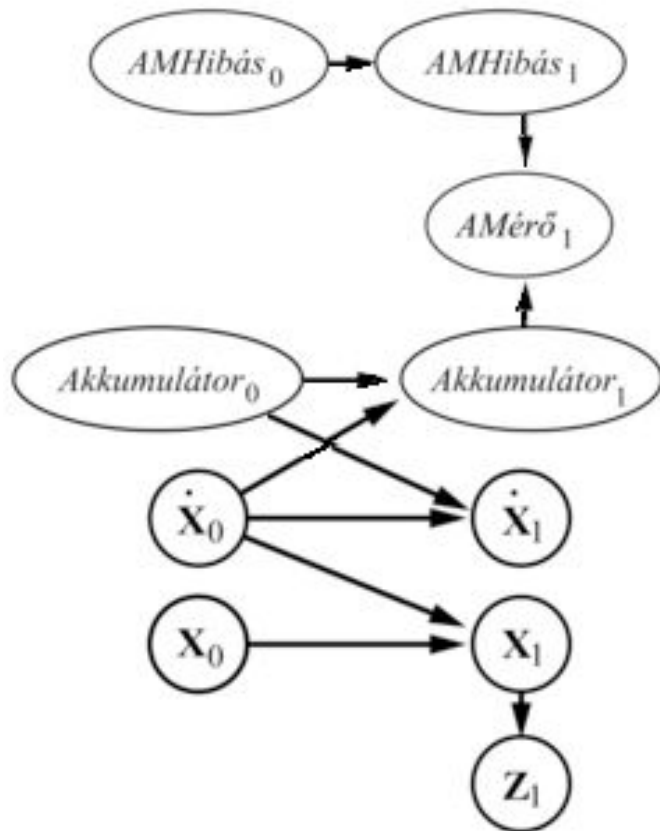 AMHibás₀ AMHibás₁
AMérő₁
Akkumulátor₀ Akkumulátor₁
Ẋ₀ Ẋ₁
X₀ X₁
Z₁